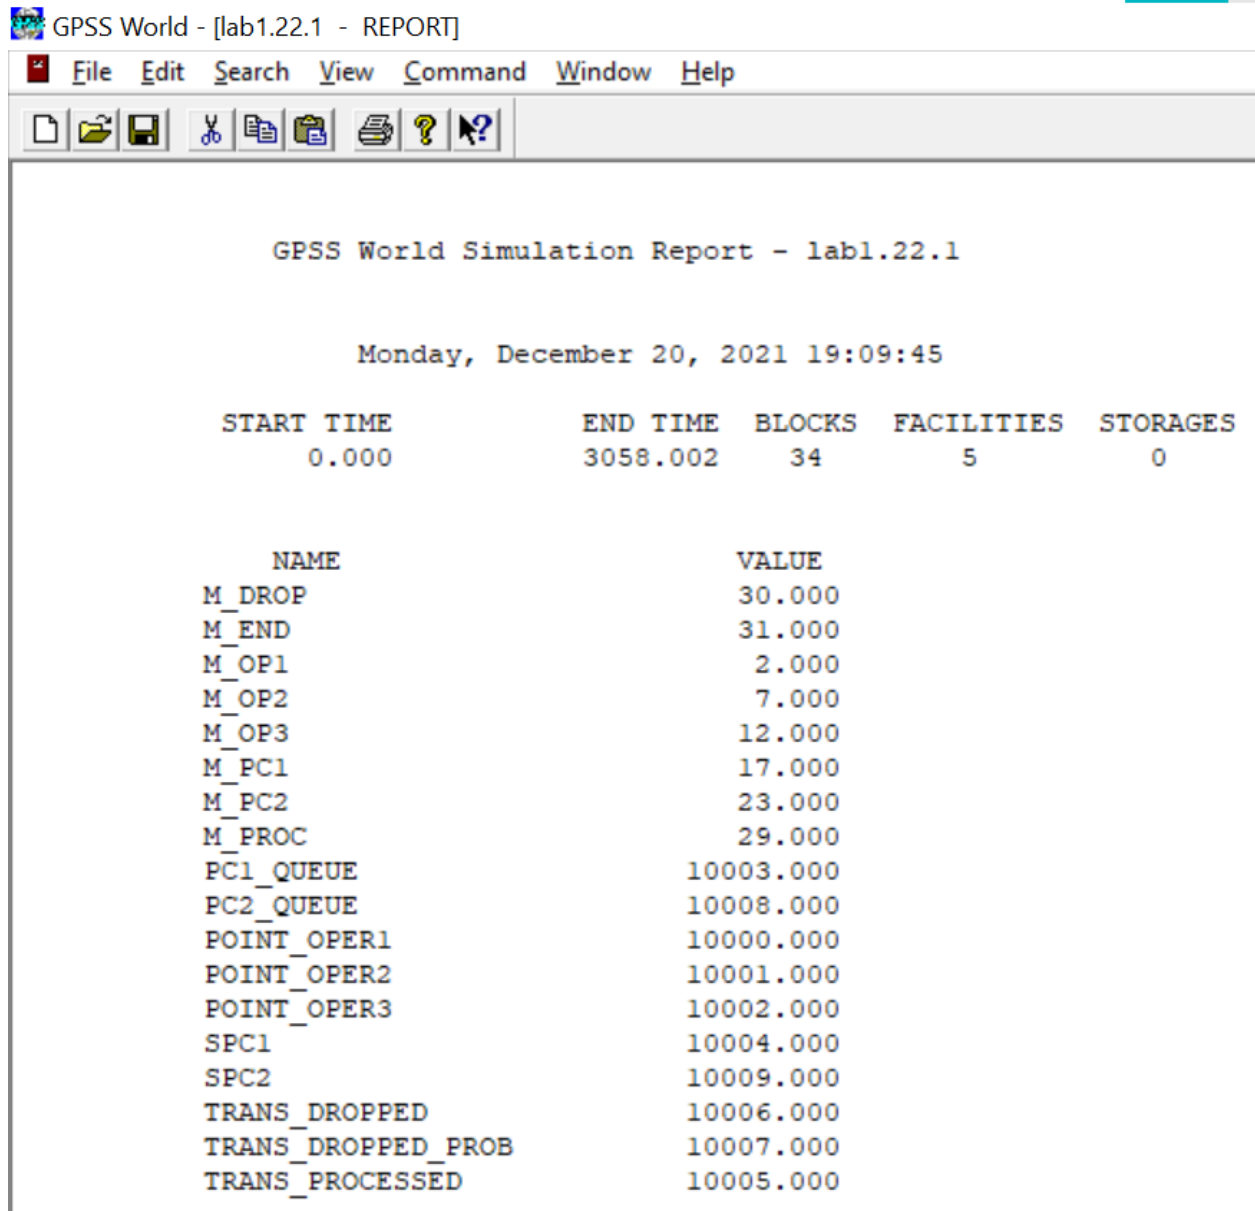 GPSS World - [lab1.22.1 - REPORT]
File Edit Search View Command Window Help
GPSS World Simulation Report - lab1.22.1
Monday, December 20, 2021 19:09:45
START TIME END TIME BLOCKS FACILITIES STORAGES
0.000 3058.002 34 5 0
NAME VALUE
M_DROP 30.000
M_END 31.000
M_OP1 2.000
M_OP2 7.000
M_OP3 12.000
M_PC1 17.000
M_PC2 23.000
M_PROC 29.000
PC1_QUEUE 10003.000
PC2_QUEUE 10008.000
POINT_OPER1 10000.000
POINT_OPER2 10001.000
POINT_OPER3 10002.000
SPC1 10004.000
SPC2 10009.000
TRANS_DROPPED 10006.000
TRANS_DROPPED_PROB 10007.000
TRANS_PROCESSED 10005.000